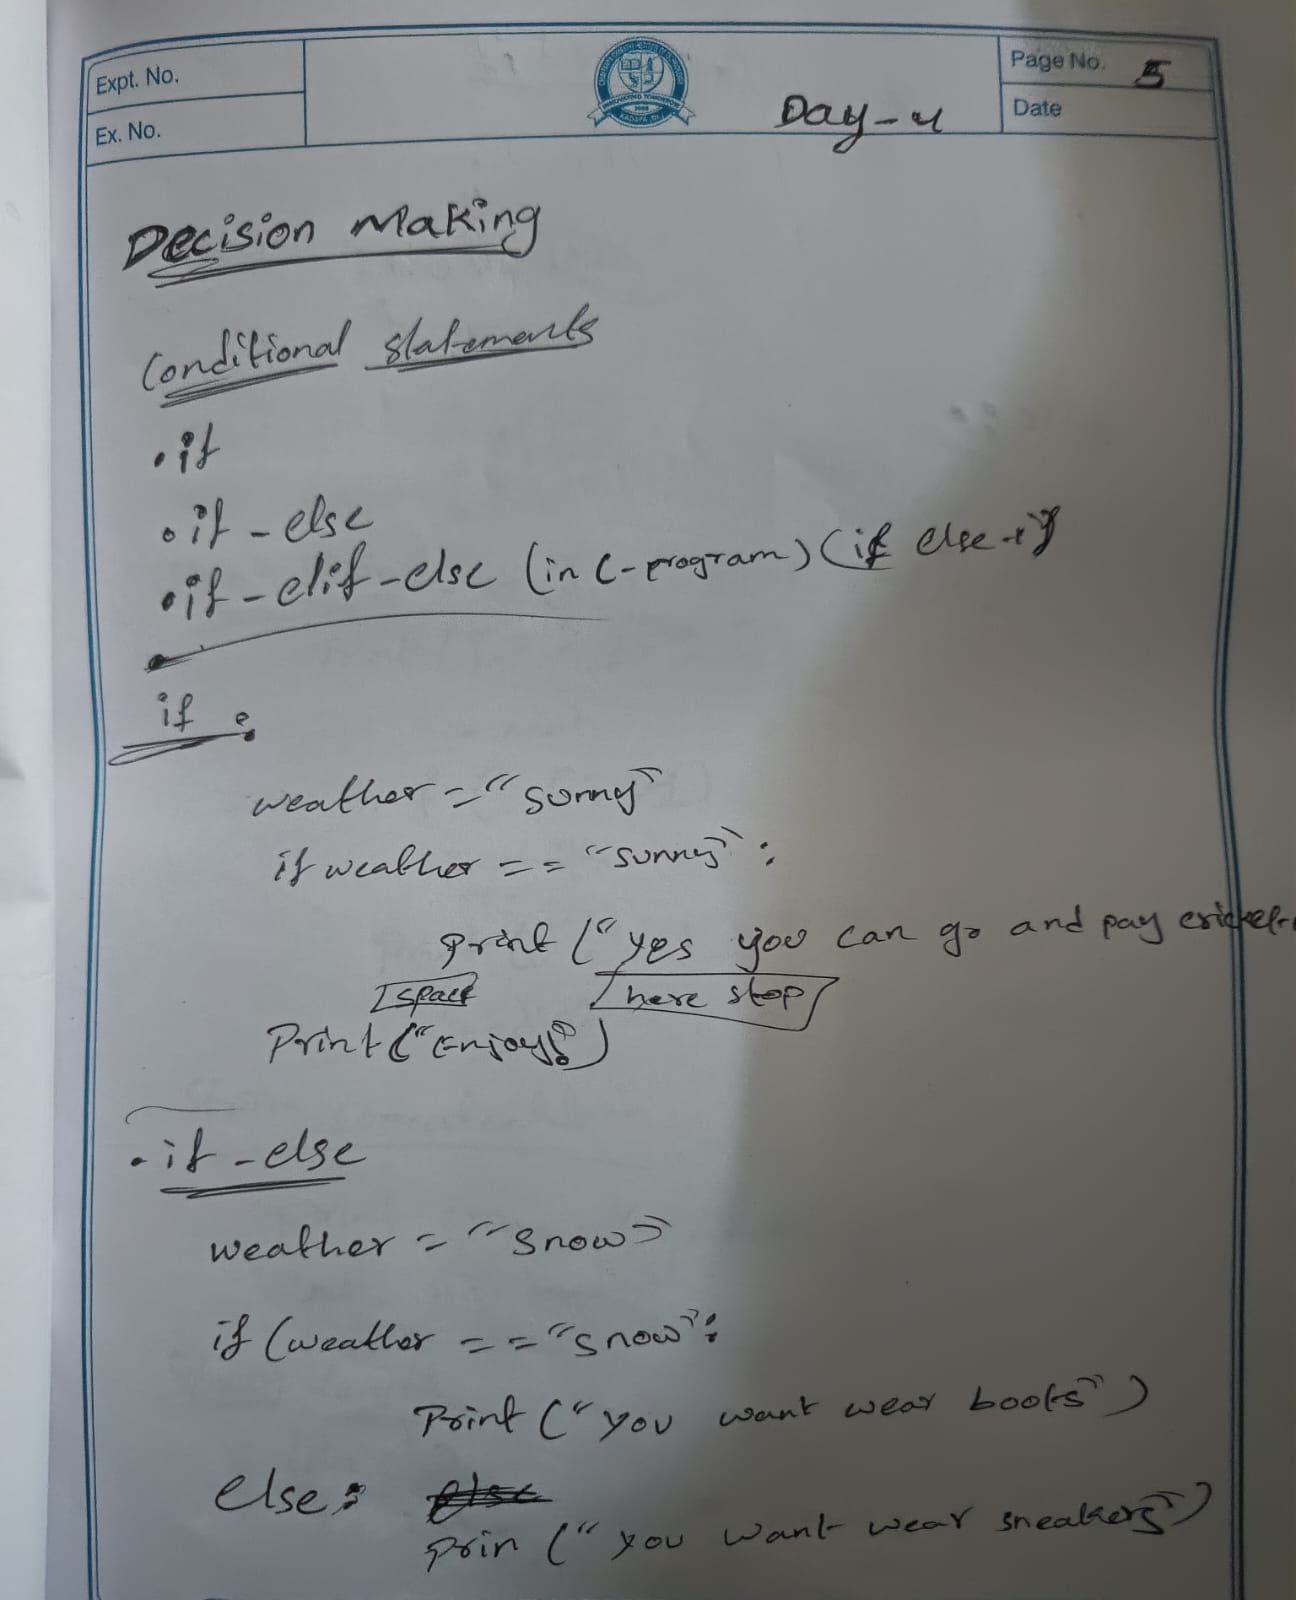 Expt. No.
Ex. No.
Day-4
Page No. 5
Date
Decision Making
Conditional statements
• if
• if - else
• if - elif - else (in C-program) (if else if
if :
weather = "sunny"
if weather == "sunny" :
print ("yes you can go and pay cricket
space here stop
Print ("Enjoy!)
• if - else
weather = "snow"
if (weather == "snow":
Print ("you want wear boots")
else: else
prin ("you want wear sneakers")